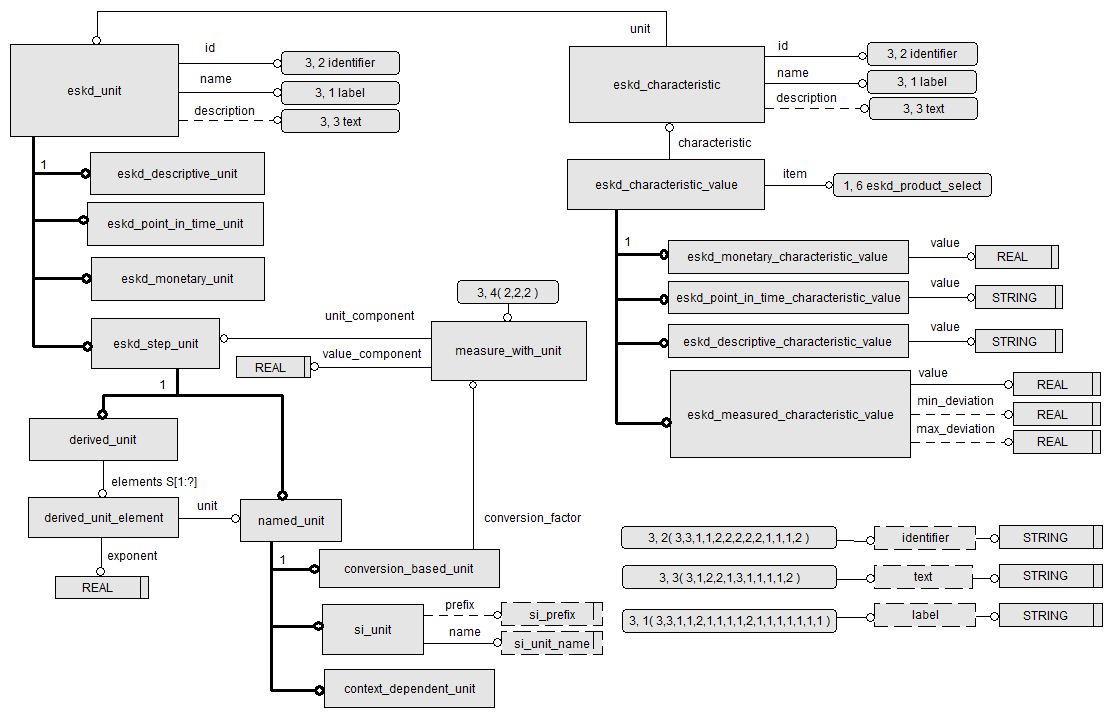 unit
id
eskd_unit
3, 2 identifier
name
3, 1 label
description
3, 3 text
1
eskd_descriptive_unit
eskd_point_in_time_unit
eskd_monetary_unit
eskd_step_unit
1
unit_component
value_component
REAL
3, 4( 2,2,2 )
measure_with_unit
derived_unit
elements S[1:?]
derived_unit_element
unit
named_unit
exponent
REAL
1
conversion_factor
conversion_based_unit
si_unit
prefix
si_prefix
name
si_unit_name
context_dependent_unit
id
eskd_characteristic
3, 2 identifier
name
3, 1 label
description
3, 3 text
characteristic
eskd_characteristic_value
item
1, 6 eskd_product_select
1
eskd_monetary_characteristic_value
value
REAL
eskd_point_in_time_characteristic_value
value
STRING
eskd_descriptive_characteristic_value
value
STRING
eskd_measured_characteristic_value
value
REAL
min_deviation
REAL
max_deviation
REAL
3, 2( 3,3,1,1,2,2,2,2,2,1,1,1,2 )
identifier
STRING
3, 3( 3,1,2,2,1,3,1,1,1,1,2 )
text
STRING
3, 1( 3,3,1,1,2,1,1,1,1,2,1,1,1,1,1,1,1 )
label
STRING